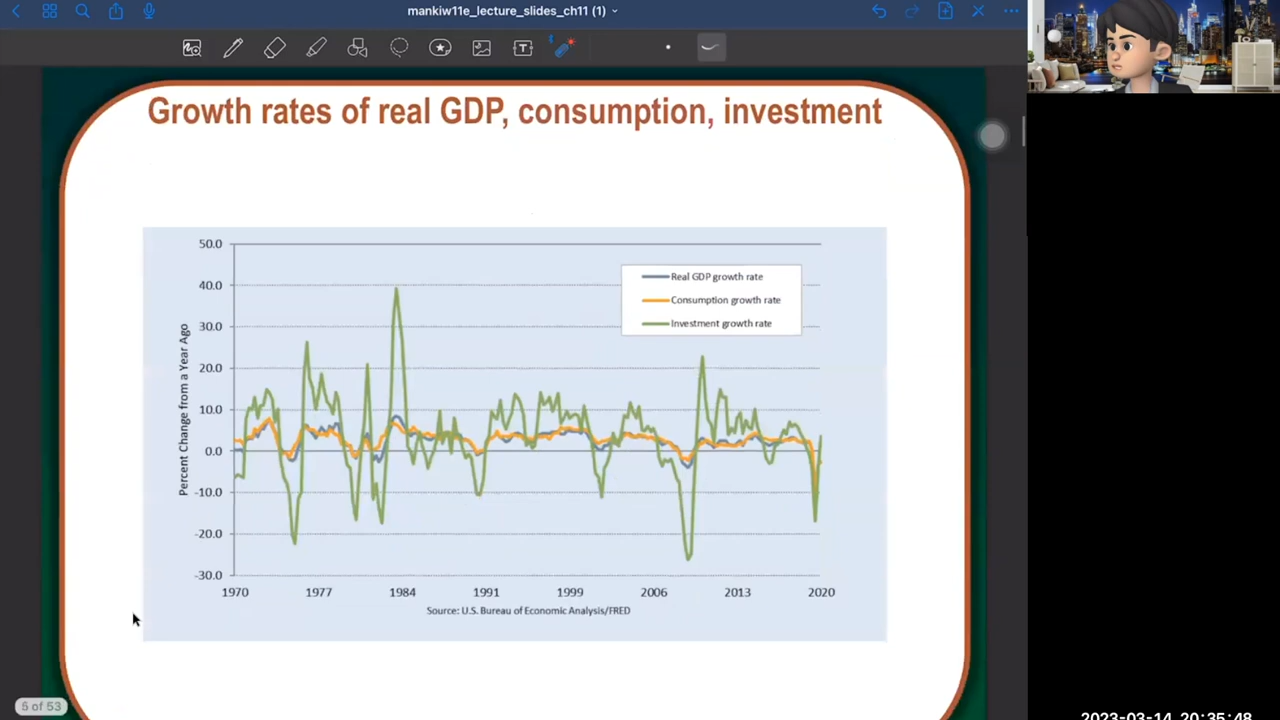 mankiw11e_lecture_slides_ch11 (1)
Growth rates of real GDP, consumption, investment
50.0
40.0
30.0
20.0
10.0
0.0
-10.0
-20.0
-30.0
Percent Change from a Year Ago
Real GDP growth rate
Consumption growth rate
Investment growth rate
1970 1977 1984 1991 1999 2006 2013 2020
Source: U.S. Bureau of Economic Analysis/FRED
5 of 53
2023-03-14 20:35:48